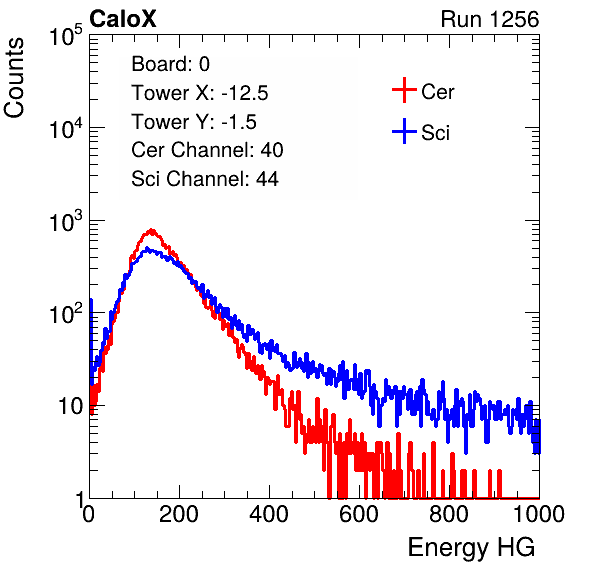 CaloX Run 1256
Counts
10^5
10^4
10^3
10^2
10
1
Board: 0
Tower X: -12.5
Tower Y: -1.5
Cer Channel: 40
Sci Channel: 44
Cer
Sci
0 200 400 600 800 1000
Energy HG